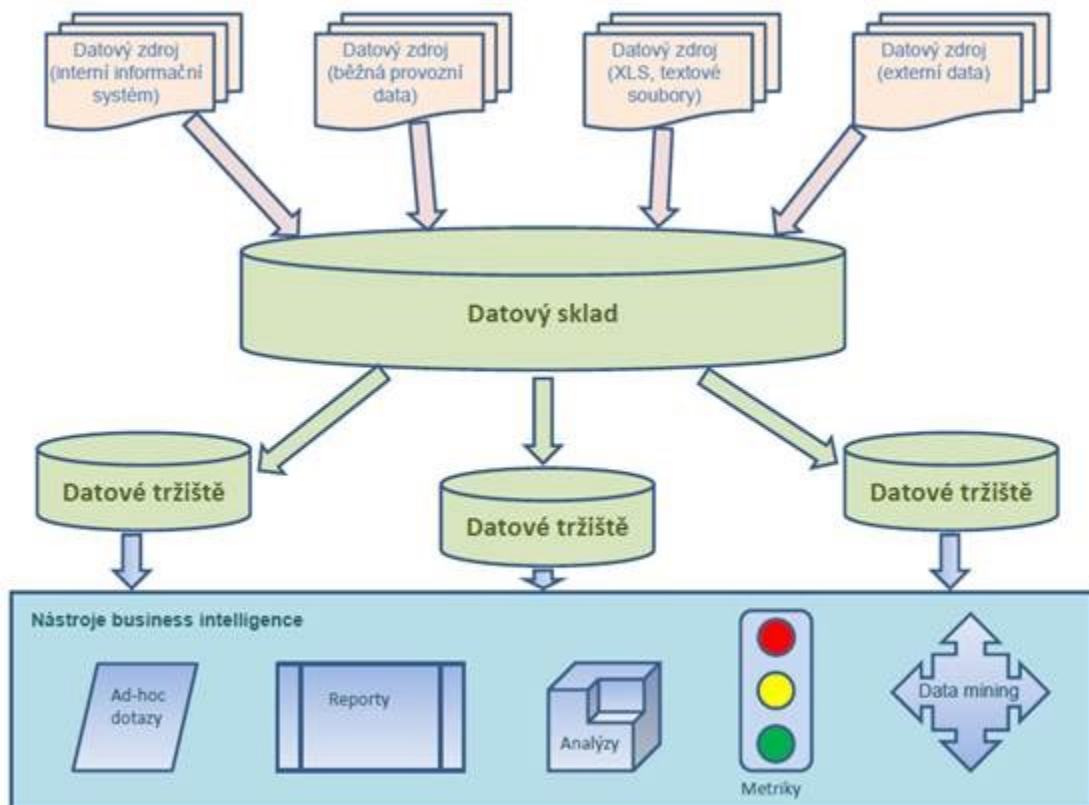 Datový zdroj
(interní informační
systém)
Datový zdroj
(běžná provozní
data)
Datový zdroj
(XLS, textové
soubory)
Datový zdroj
(externí data)
Datový sklad
Datové tržiště
Datové tržiště
Datové tržiště
Nástroje business intelligence
Ad-hoc
dotazy
Reporty
Analýzy
Metriky
Data mining